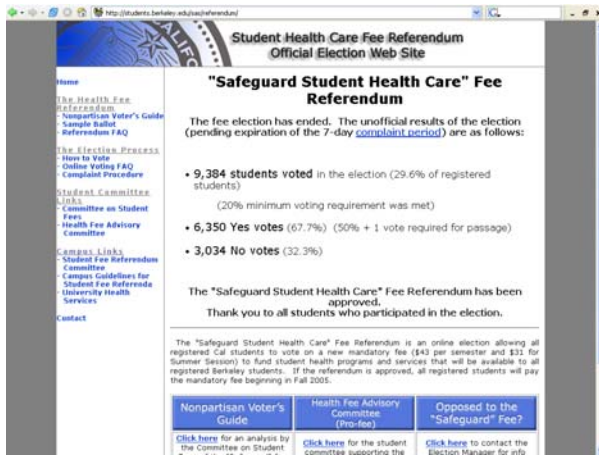 http://students.berkeley.edu/sas/referendum/
Student Health Care Fee Referendum
Official Election Web Site
Home
The Health Fee
Referendum
- Nonpartisan Voter's Guide
- Sample Ballot
- Referendum FAQ
The Election Process
- How to Vote
- Online Voting FAQ
- Complaint Procedure
Student Committee
Links
- Committee on Student
Fees
- Health Fee Advisory
Committee
Campus Links
- Student Fee Referendum
Committee
- Campus Guidelines for
Student Fee Referenda
- University Health
Services
Contact
"Safeguard Student Health Care" Fee
Referendum
The fee election has ended. The unofficial results of the election
(pending expiration of the 7-day complaint period) are as follows:
• 9,384 students voted in the election (29.6% of registered
students)
(20% minimum voting requirement was met)
• 6,350 Yes votes (67.7%) (50% + 1 vote required for passage)
• 3,034 No votes (32.3%)
The "Safeguard Student Health Care" Fee Referendum has been
approved.
Thank you to all students who participated in the election.
The "Safeguard Student Health Care" Fee Referendum is an online election allowing all
registered Cal students to vote on a new mandatory fee ($43 per semester and $31 for
Summer Session) to fund student health programs and services that will be available to all
registered Berkeley students. If the referendum is approved, all registered students will pay
the mandatory fee beginning in Fall 2005.
Nonpartisan Voter's
Guide
Click here for an analysis by
the Committee on Student
Health Fee Advisory
Committee
(Pro-fee)
Click here for the student
committee supporting the
Opposed to the
"Safeguard" Fee?
Click here to contact the
Election Manager for info